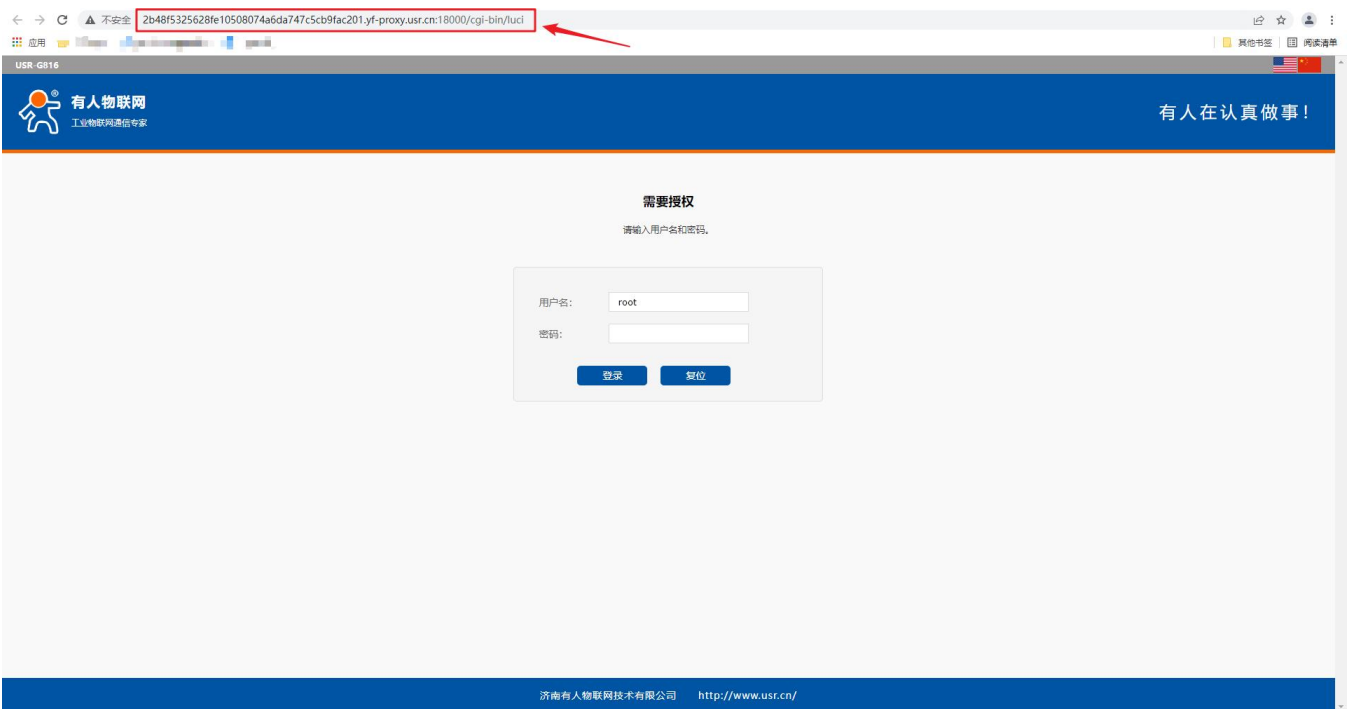 不安全 2b48f5325628fe10508074a6da747c5cb9fac201.yf-proxy.usr.cn:18000/cgi-bin/luci
应用 其他书签 阅读清单
USR-G816
有人物联网
®
工业物联网通信专家
有人在认真做事!
需要授权
请输入用户名和密码。
用户名: root
密码:
登录 复位
济南有人物联网技术有限公司 http://www.usr.cn/